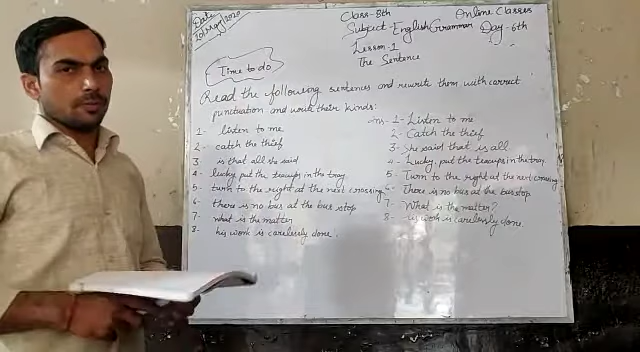 Date
20/May/2020
Class-8th Online Classes
Subject-English Grammar Day-6th
Lesson-1
The Sentence
Time to do
Read the following sentences and rewrite them with correct
punctuation and write their kinds:
1- listen to me
2- catch the thief
3- is that all she said
4- lucky put the teacups in the tray
5- turn to the right at the next crossing
6- there is no bus at the bus stop
7- what is the matter
8- his work is carelessly done.
Ans- 1- Listen to me
2- Catch the thief
3- She said that is all
4- Lucky, put the teacups in the tray
5- Turn to the right at the next crossing
6- There is no bus at the bus stop
7- What is the matter?
8- work is carelessly done.